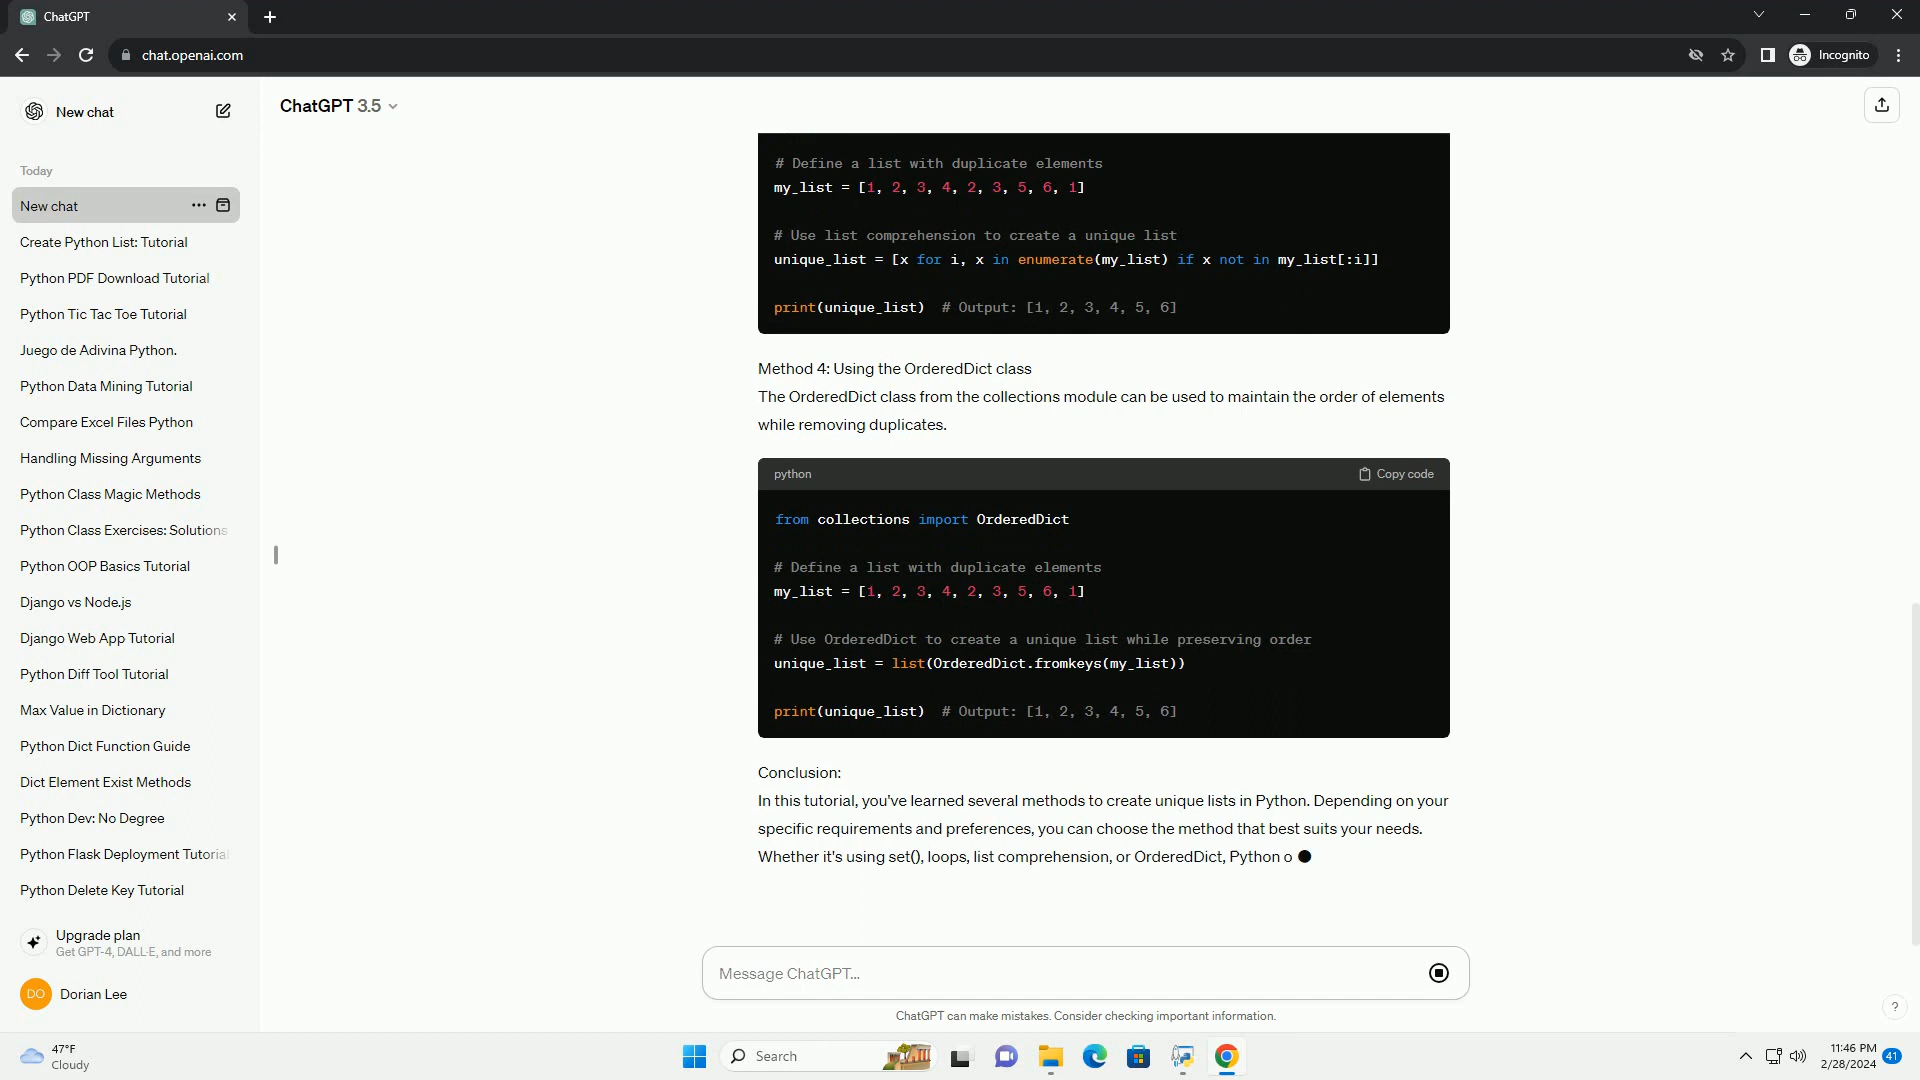 ChatGPT
chat.openai.com
Incognito
New chat
ChatGPT 3.5
Today
New chat
Create Python List: Tutorial
Python PDF Download Tutorial
Python Tic Tac Toe Tutorial
Juego de Adivina Python.
Python Data Mining Tutorial
Compare Excel Files Python
Handling Missing Arguments
Python Class Magic Methods
Python Class Exercises: Solutions
Python OOP Basics Tutorial
Django vs Node.js
Django Web App Tutorial
Python Diff Tool Tutorial
Max Value in Dictionary
Python Dict Function Guide
Dict Element Exist Methods
Python Dev: No Degree
Python Flask Deployment Tutorial
Python Delete Key Tutorial
Upgrade plan
Get GPT-4, DALL·E, and more
DO Dorian Lee
# Define a list with duplicate elements
my_list = [1, 2, 3, 4, 2, 3, 5, 6, 1]
# Use list comprehension to create a unique list
unique_list = [x for i, x in enumerate(my_list) if x not in my_list[:i]]
print(unique_list)  # Output: [1, 2, 3, 4, 5, 6]
Method 4: Using the OrderedDict class
The OrderedDict class from the collections module can be used to maintain the order of elements
while removing duplicates.
python Copy code
from collections import OrderedDict
# Define a list with duplicate elements
my_list = [1, 2, 3, 4, 2, 3, 5, 6, 1]
# Use OrderedDict to create a unique list while preserving order
unique_list = list(OrderedDict.fromkeys(my_list))
print(unique_list)  # Output: [1, 2, 3, 4, 5, 6]
Conclusion:
In this tutorial, you've learned several methods to create unique lists in Python. Depending on your
specific requirements and preferences, you can choose the method that best suits your needs.
Whether it's using set(), loops, list comprehension, or OrderedDict, Python o
Message ChatGPT...
ChatGPT can make mistakes. Consider checking important information.
?
47°F
Cloudy
Search
11:46 PM
2/28/2024
41